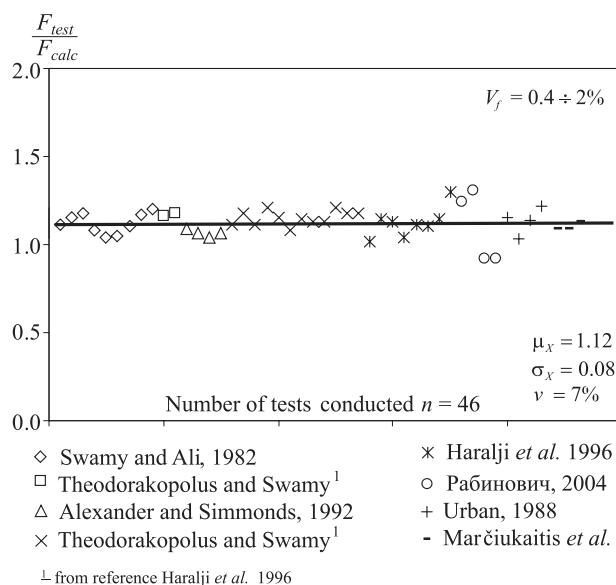 F_test
F_calc
2.0
V_f = 0.4 ÷ 2%
1.5
1.0
0.5
μ_X = 1.12
σ_X = 0.08
ν = 7%
Number of tests conducted n = 46
0.0
◇ Swamy and Ali, 1982
□ Theodorakopolus and Swamy¹
△ Alexander and Simmonds, 1992
× Theodorakopolus and Swamy¹
Haralji et al. 1996
○ Рабинович, 2004
+ Urban, 1988
- Marčiukaitis et al.
¹ from reference Haralji et al. 1996